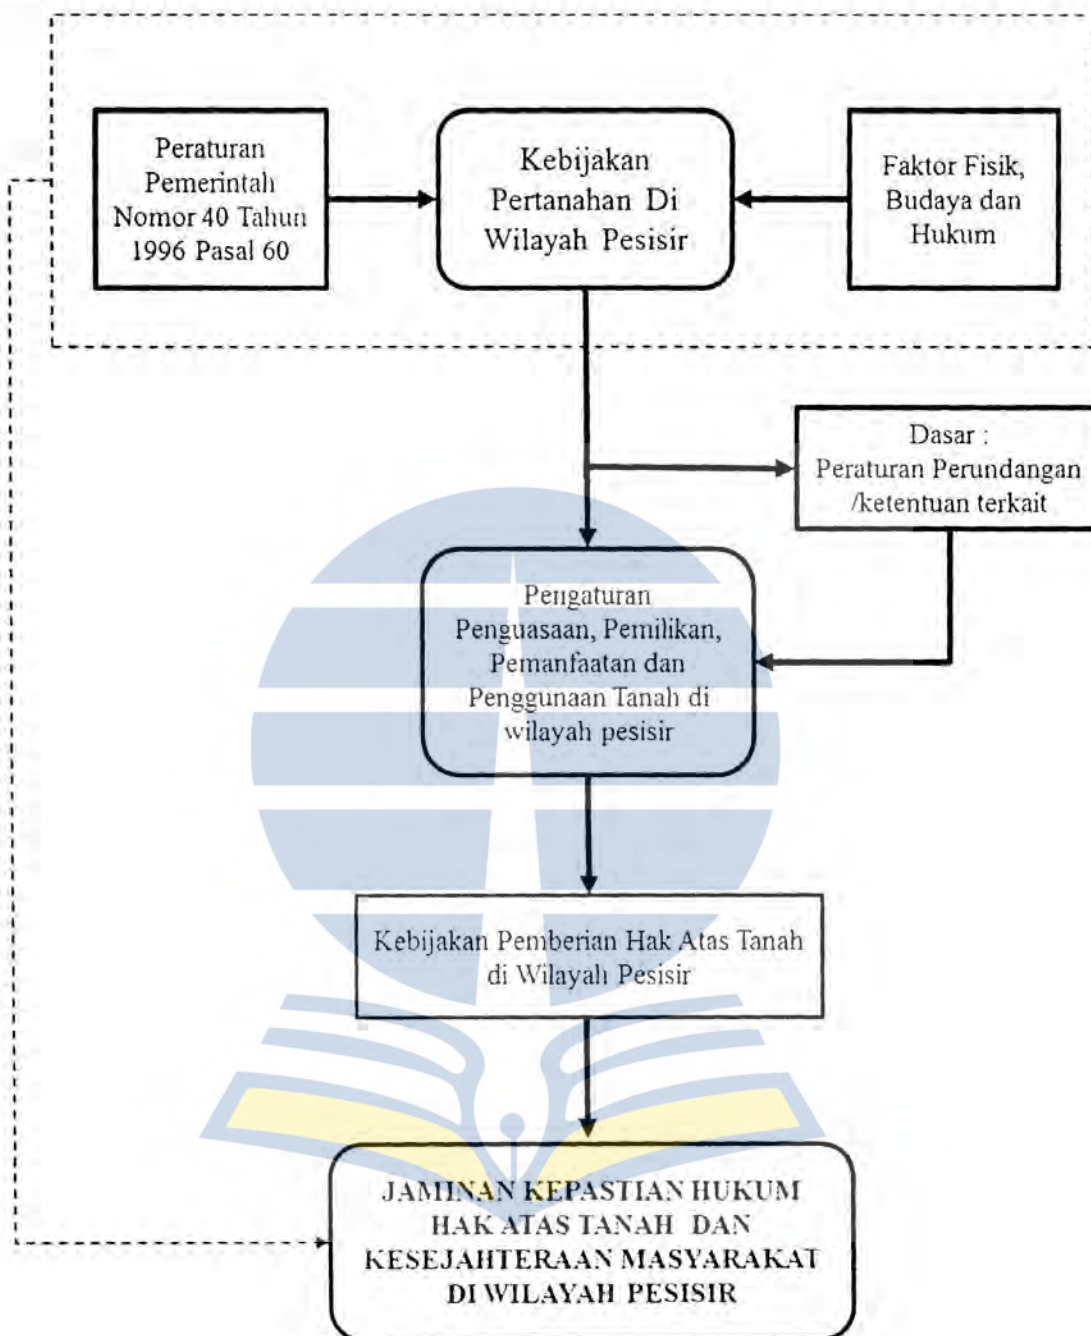 Peraturan
Pemerintah
Nomor 40 Tahun
1996 Pasal 60
Kebijakan
Pertanahan Di
Wilayah Pesisir
Faktor Fisik,
Budaya dan
Hukum
Dasar :
Peraturan Perundangan
/ketentuan terkait
Pengaturan
Penguasaan, Pemilikan,
Pemanfaatan dan
Penggunaan Tanah di
wilayah pesisir
Kebijakan Pemberian Hak Atas Tanah
di Wilayah Pesisir
JAMINAN KEPASTIAN HUKUM
HAK ATAS TANAH DAN
KESEJAHTERAAN MASYARAKAT
DI WILAYAH PESISIR